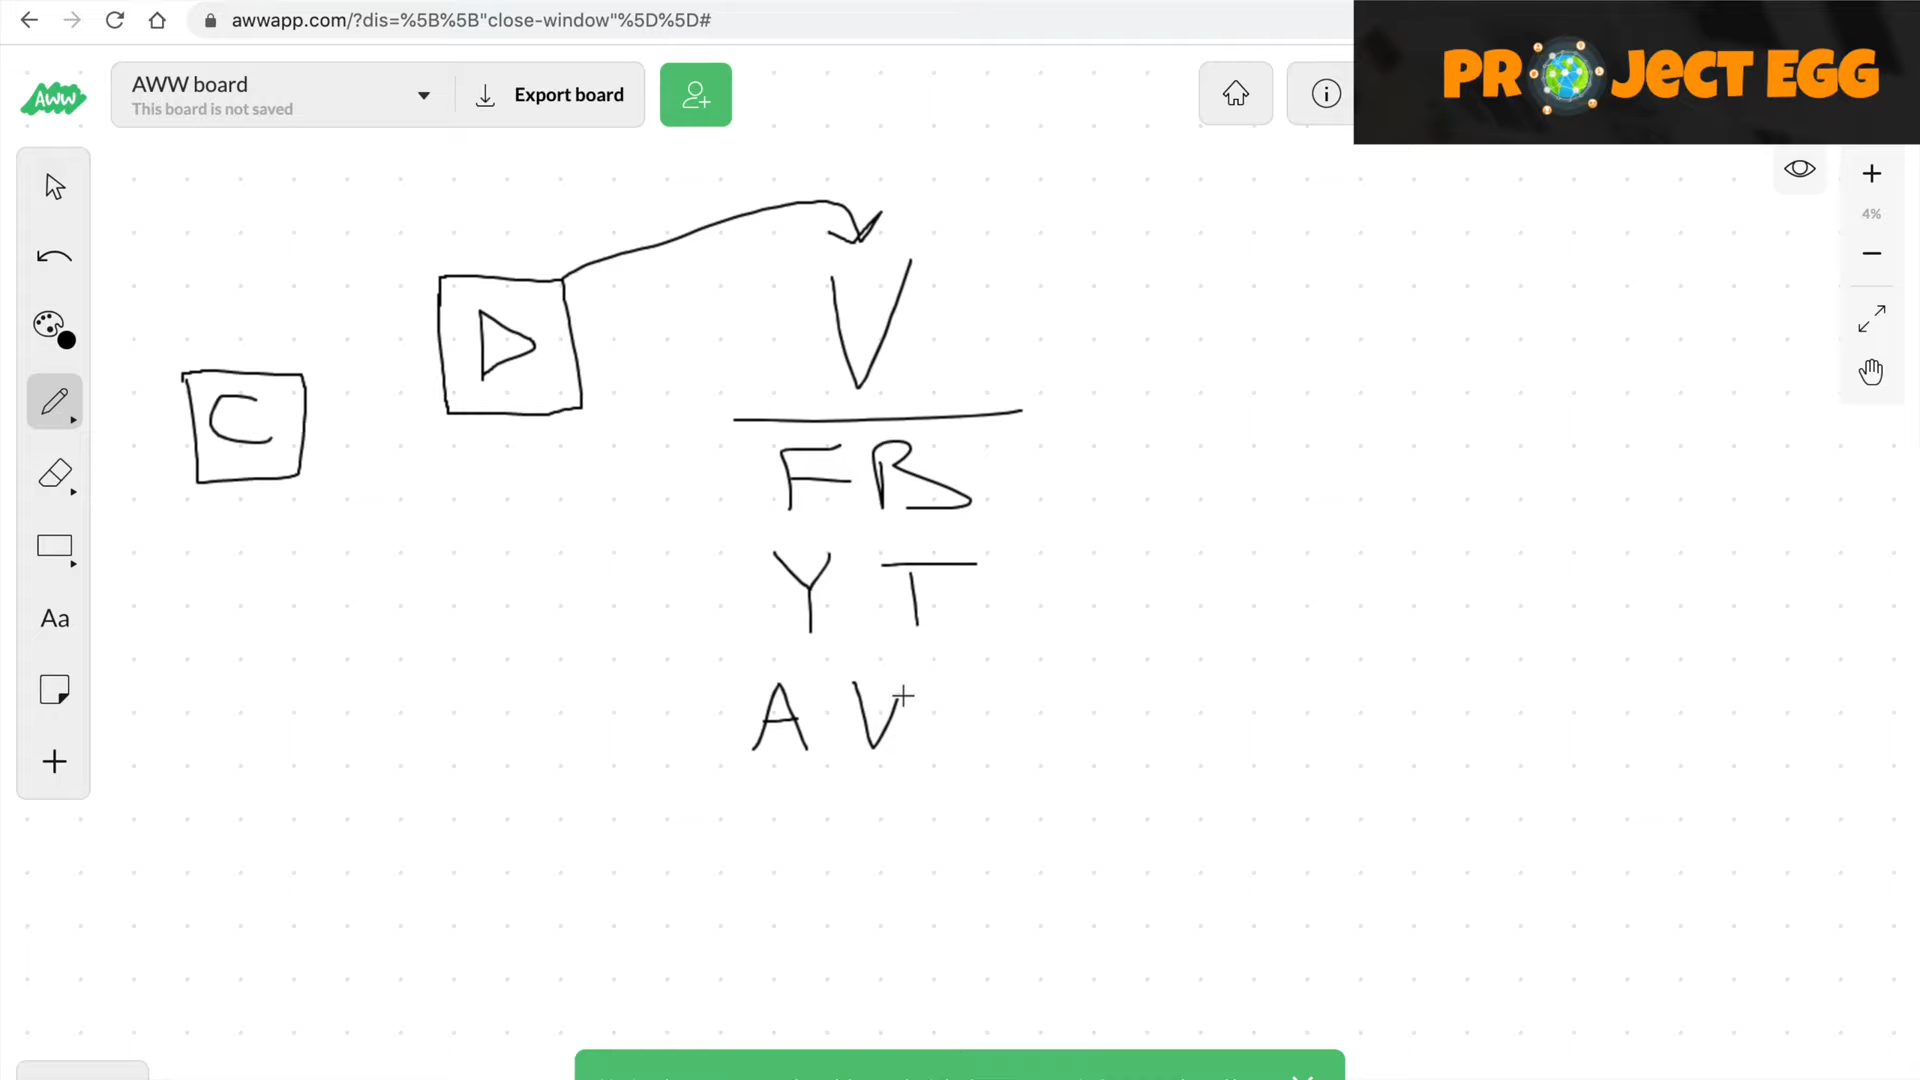 awwapp.com/?dis=%5B%5B"close-window"%5D%5D#
PROJECT EGG
AWW
AWW board
This board is not saved
Export board
4%
V
C
FB
Y T
Aa
A V